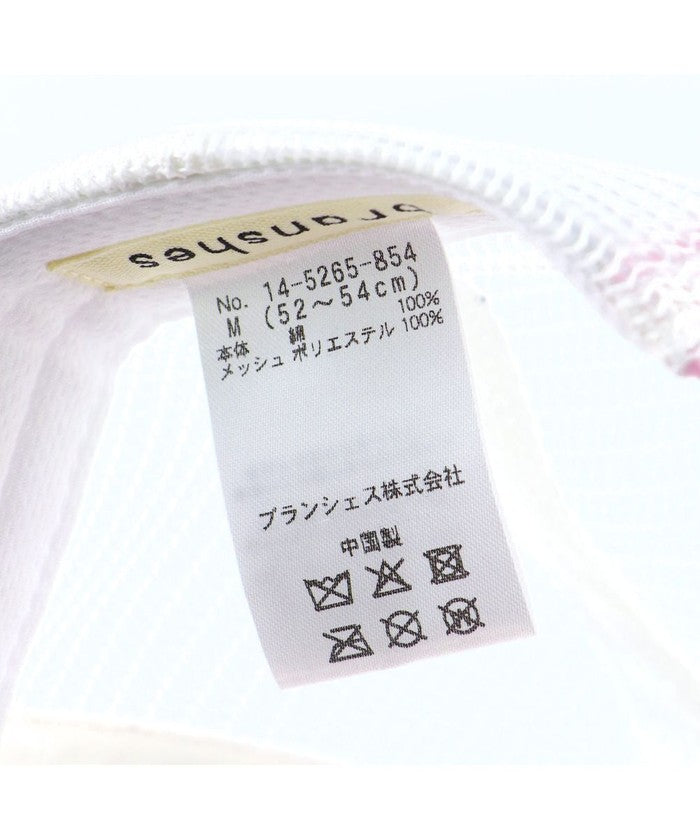 branshes
No. 14-5265-854
M (52～54cm)
本体 綿 100%
メッシュ ポリエステル 100%
ブランシェス株式会社
中国製